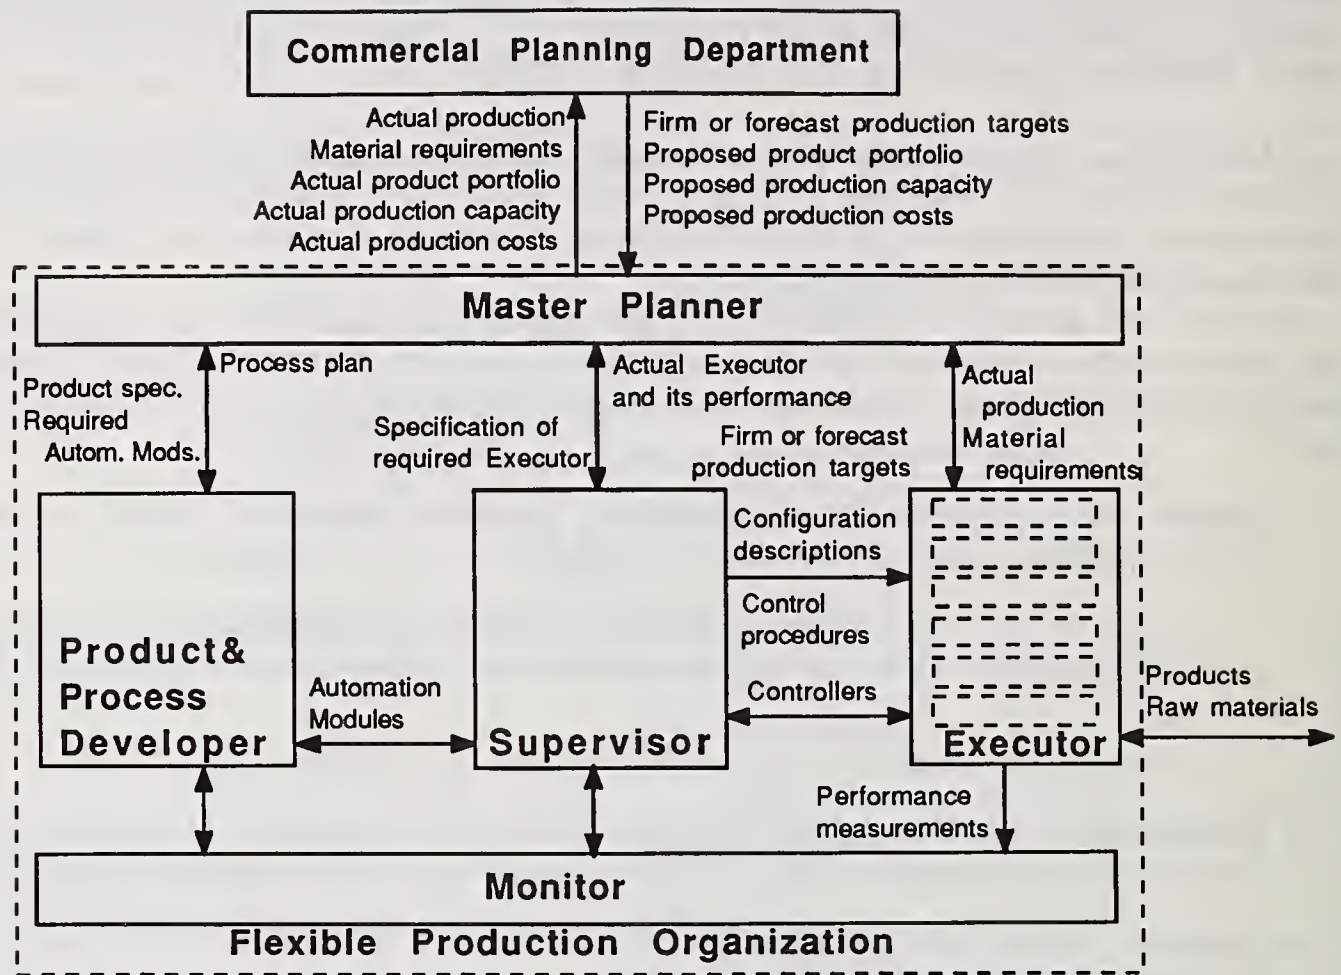 Commercial Planning Department
Actual production
Material requirements
Actual product portfolio
Actual production capacity
Actual production costs
Firm or forecast production targets
Proposed product portfolio
Proposed production capacity
Proposed production costs
Master Planner
Process plan
Product spec.
Required
Autom. Mods.
Actual Executor
and its performance
Specification of
required Executor
Firm or forecast
production targets
Actual
production
Material
requirements
Configuration
descriptions
Control
procedures
Controllers
Product&
Process
Developer
Automation
Modules
Supervisor
Executor
Products
Raw materials
Performance
measurements
Monitor
Flexible Production Organization